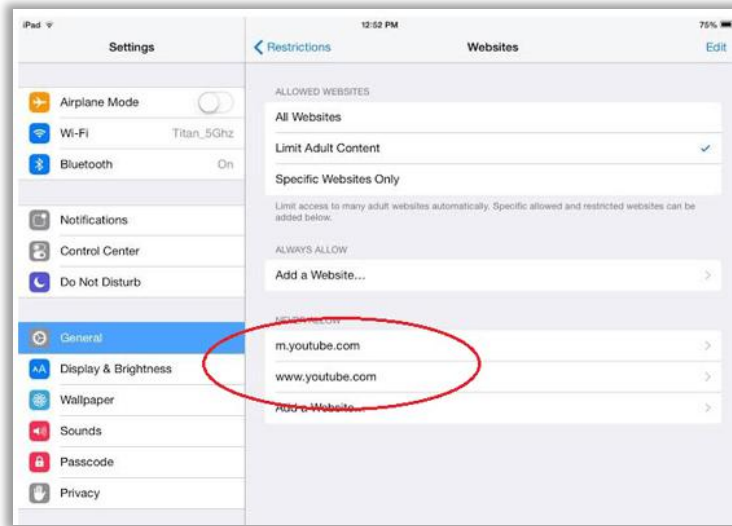 iPad
12:52 PM
75%
Settings
Restrictions
Websites
Edit
Airplane Mode
Wi-Fi
Titan_5Ghz
Bluetooth
On
Notifications
Control Center
Do Not Disturb
General
Display & Brightness
Wallpaper
Sounds
Passcode
Privacy
ALLOWED WEBSITES
All Websites
Limit Adult Content
Specific Websites Only
Limit access to many adult websites automatically. Specific allowed and restricted websites can be
added below.
ALWAYS ALLOW
Add a Website...
NEVER ALLOW
m.youtube.com
www.youtube.com
Add a Website...